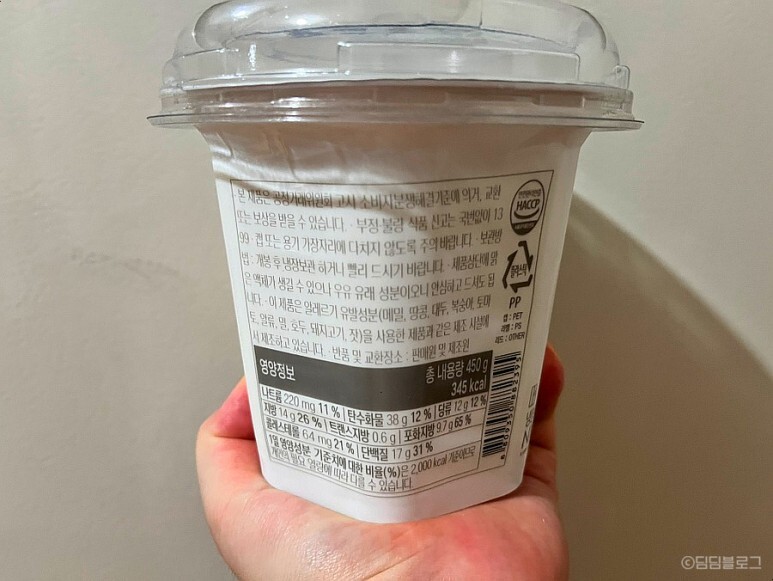 · 본 제품은 공정거래위원회 고시 소비자분쟁해결기준에 의거, 교환
또는 보상을 받을 수 있습니다. · 부정·불량 식품 신고는 국번없이 13
99 · 캡 또는 용기 가장자리에 다치지 않도록 주의 바랍니다. · 보관방
법 : 개봉 후 냉장보관 하거나 빨리 드시기 바랍니다. · 제품상단에 맑
은 액체가 생길 수 있으나 우유 유래 성분이오니 안심하고 드셔도 됩
니다. · 이 제품은 알레르기 유발성분(메밀, 땅콩, 대두, 복숭아, 토마
토, 알류, 밀, 호두, 돼지고기, 잣)을 사용한 제품과 같은 제조 시설에
서 제조하고 있습니다. · 반품 및 교환장소 : 판매원 및 제조원
HACCP
PP
캡 : PET
라벨 : PS
리드 : OTHER
영양정보
총 내용량 450 g
345 kcal
나트륨 220 mg 11 % | 탄수화물 38 g 12 % | 당류 12 g 12 %
지방 14 g 26 % | 트랜스지방 0.6 g | 포화지방 9.7 g 65 %
콜레스테롤 64 mg 21 % | 단백질 17 g 31 %
1일 영양성분 기준치에 대한 비율(%)은 2,000 kcal 기준이므로
개인의 필요 열량에 따라 다를 수 있습니다.
©딤딤블로그